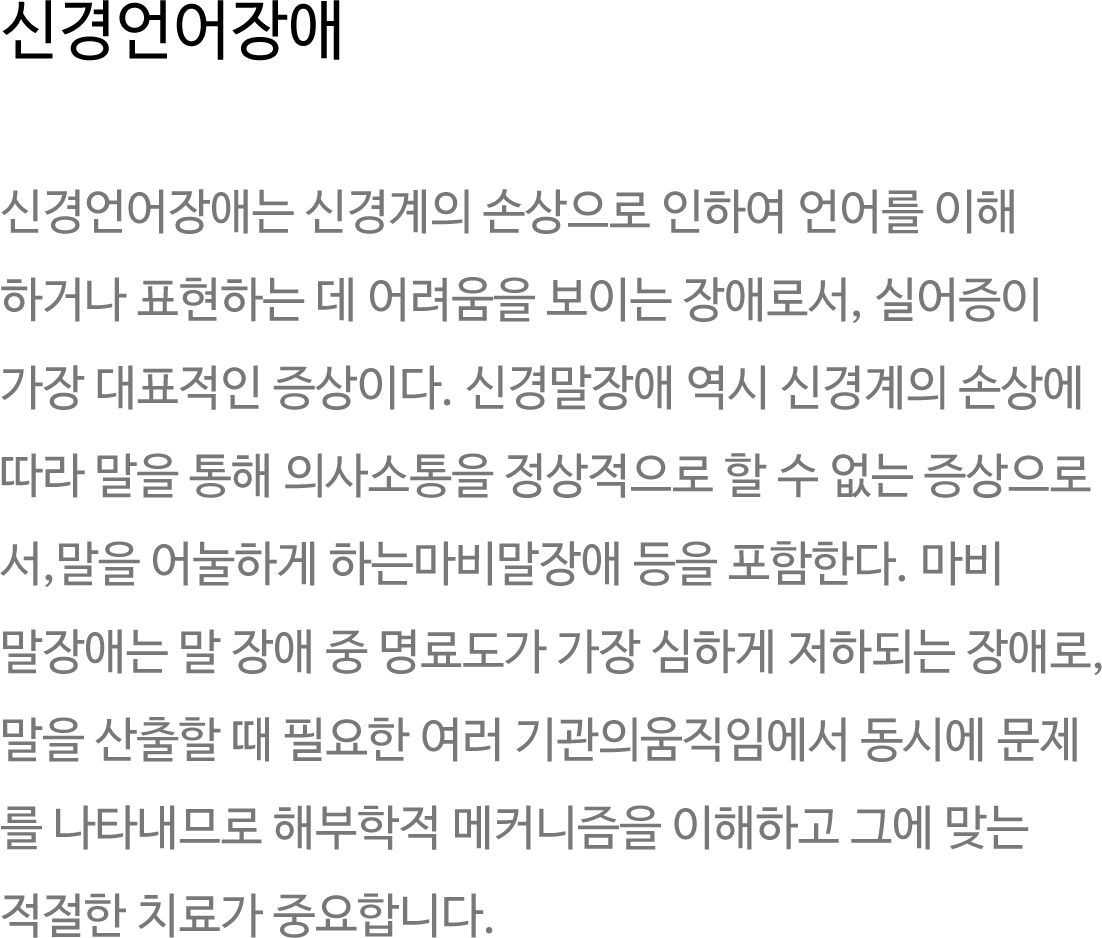 신경언어장애
신경언어장애는 신경계의 손상으로 인하여 언어를 이해
하거나 표현하는 데 어려움을 보이는 장애로서, 실어증이
가장 대표적인 증상이다. 신경말장애 역시 신경계의 손상에
따라 말을 통해 의사소통을 정상적으로 할 수 없는 증상으로
서,말을 어눌하게 하는마비말장애 등을 포함한다. 마비
말장애는 말 장애 중 명료도가 가장 심하게 저하되는 장애로,
말을 산출할 때 필요한 여러 기관의움직임에서 동시에 문제
를 나타내므로 해부학적 메커니즘을 이해하고 그에 맞는
적절한 치료가 중요합니다.